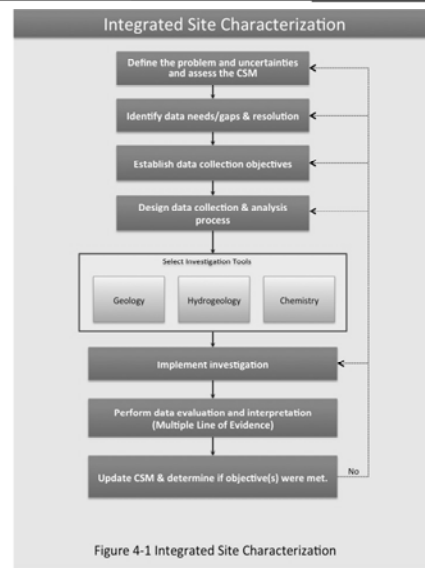 Integrated Site Characterization
Define the problem and uncertainties
and assess the CSM
Identify data needs/gaps & resolution
Establish data collection objectives
Design data collection & analysis
process
Select Investigation Tools
Geology
Hydrogeology
Chemistry
Implement investigation
Perform data evaluation and interpretation
(Multiple Line of Evidence)
Update CSM & determine if objective(s) were met.
No
Figure 4-1 Integrated Site Characterization